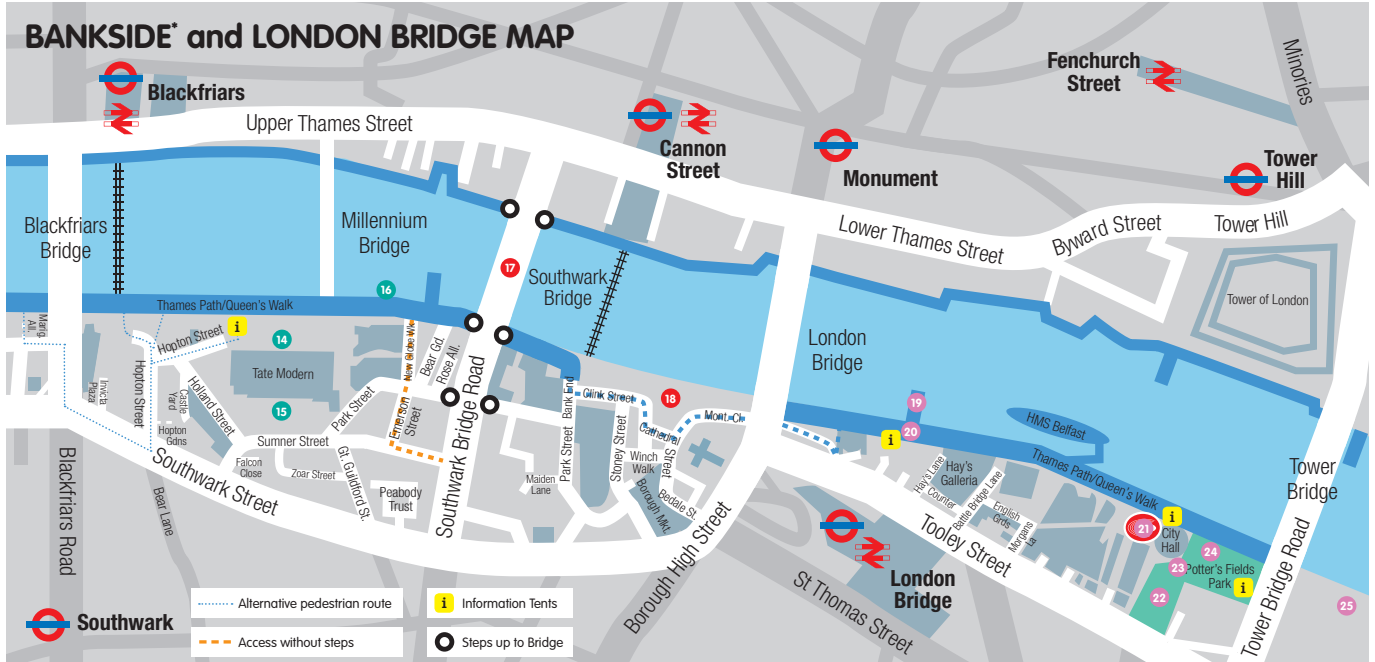 BANKSIDE* and LONDON BRIDGE MAP
Blackfriars
Upper Thames Street
Cannon
Street
Monument
Fenchurch
Street
Minories
Tower
Hill
Blackfriars
Bridge
Millennium
Bridge
Southwark
Bridge
17
16
Lower Thames Street
Byward Street
Tower Hill
Tower of London
London
Bridge
Thames Path/Queen's Walk
Marig.
All.
Hopton Street
i
14
Tate Modern
15
New Globe Wk
Bear Gd.
Rose All.
Southwark Bridge Road
Bank End
Clink Street
18
Mont. Cl.
Cathedral
Street
19
20
i
HMS Belfast
Thames Path/Queen's Walk
Invicta
Plaza
Hopton Street
Castle
Yard
Holland Street
Hopton
Gdns
Park Street
Emerson
Street
Sumner Street
Falcon
Close
Zoar Street
Gt. Guildford St.
Peabody
Trust
Maiden
Lane
Park Street
Stoney Street
Winch
Walk
Borough Mkt.
Bedale St.
Hay's Lane
Hay's
Galleria
Counter
Battle Bridge Lane
English
Grds
Morgans
La
Tower
Bridge
i
21
City
Hall
24
23
Potter's Fields
Park
i
22
25
Southwark Street
Blackfriars Road
Bear Lane
Borough High Street
Tooley Street
London
Bridge
St Thomas Street
Tower Bridge Road
Southwark
Alternative pedestrian route
i Information Tents
Access without steps
Steps up to Bridge